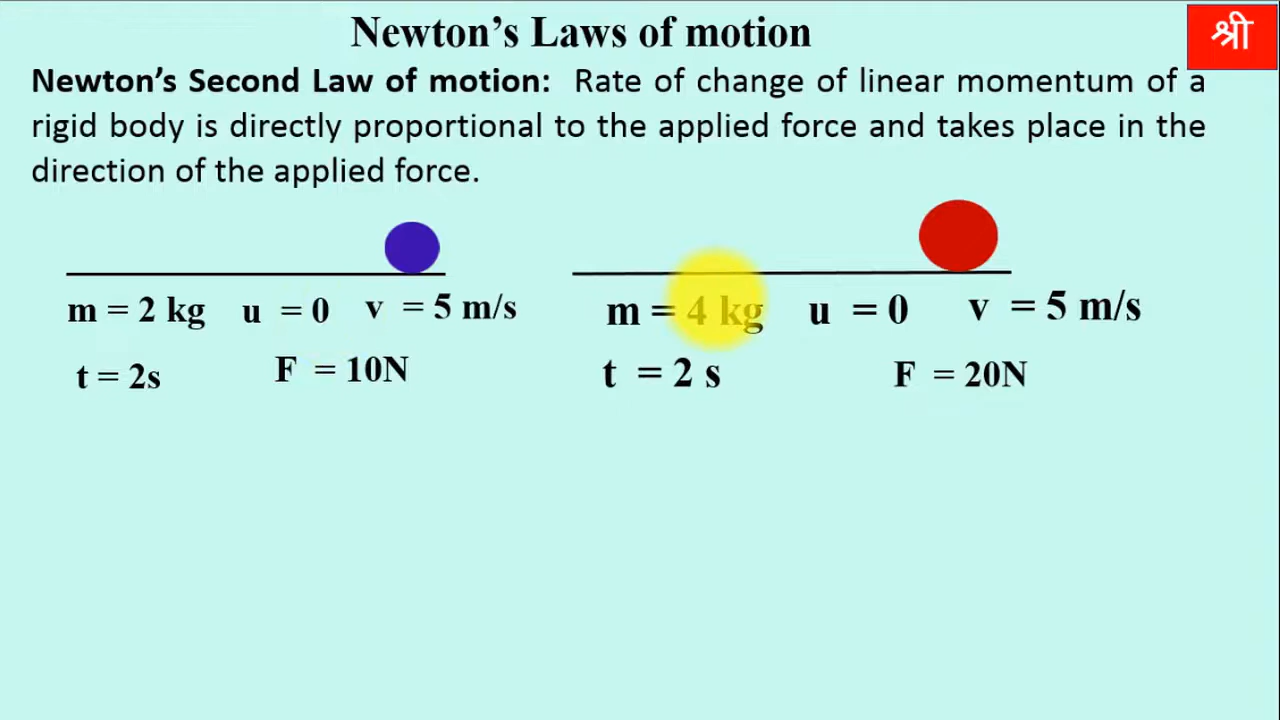 Newton’s Laws of motion
श्री
Newton’s Second Law of motion: Rate of change of linear momentum of a
rigid body is directly proportional to the applied force and takes place in the
direction of the applied force.
m = 2 kg u = 0 v = 5 m/s
t = 2s F = 10N
m = 4 kg u = 0 v = 5 m/s
t = 2 s F = 20N